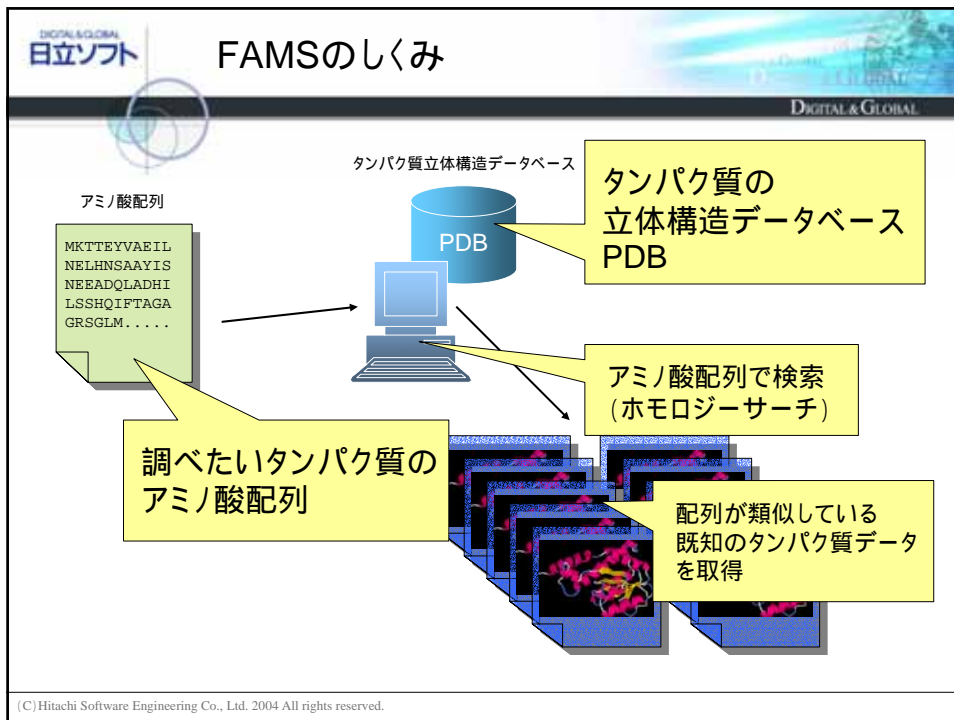 DIGITAL & GLOBAL
日立ソフト
FAMSのしくみ
DIGITAL & GLOBAL
タンパク質立体構造データベース
アミノ酸配列
PDB
タンパク質の
立体構造データベース
PDB
MKTTEYVAEIL
NELHNSAAYIS
NEEADQLADHI
LSSHQIFTAGA
GRSGLM.....
アミノ酸配列で検索
(ホモロジーサーチ)
調べたいタンパク質の
アミノ酸配列
配列が類似している
既知のタンパク質データ
を取得
(C)Hitachi Software Engineering Co., Ltd. 2004 All rights reserved.